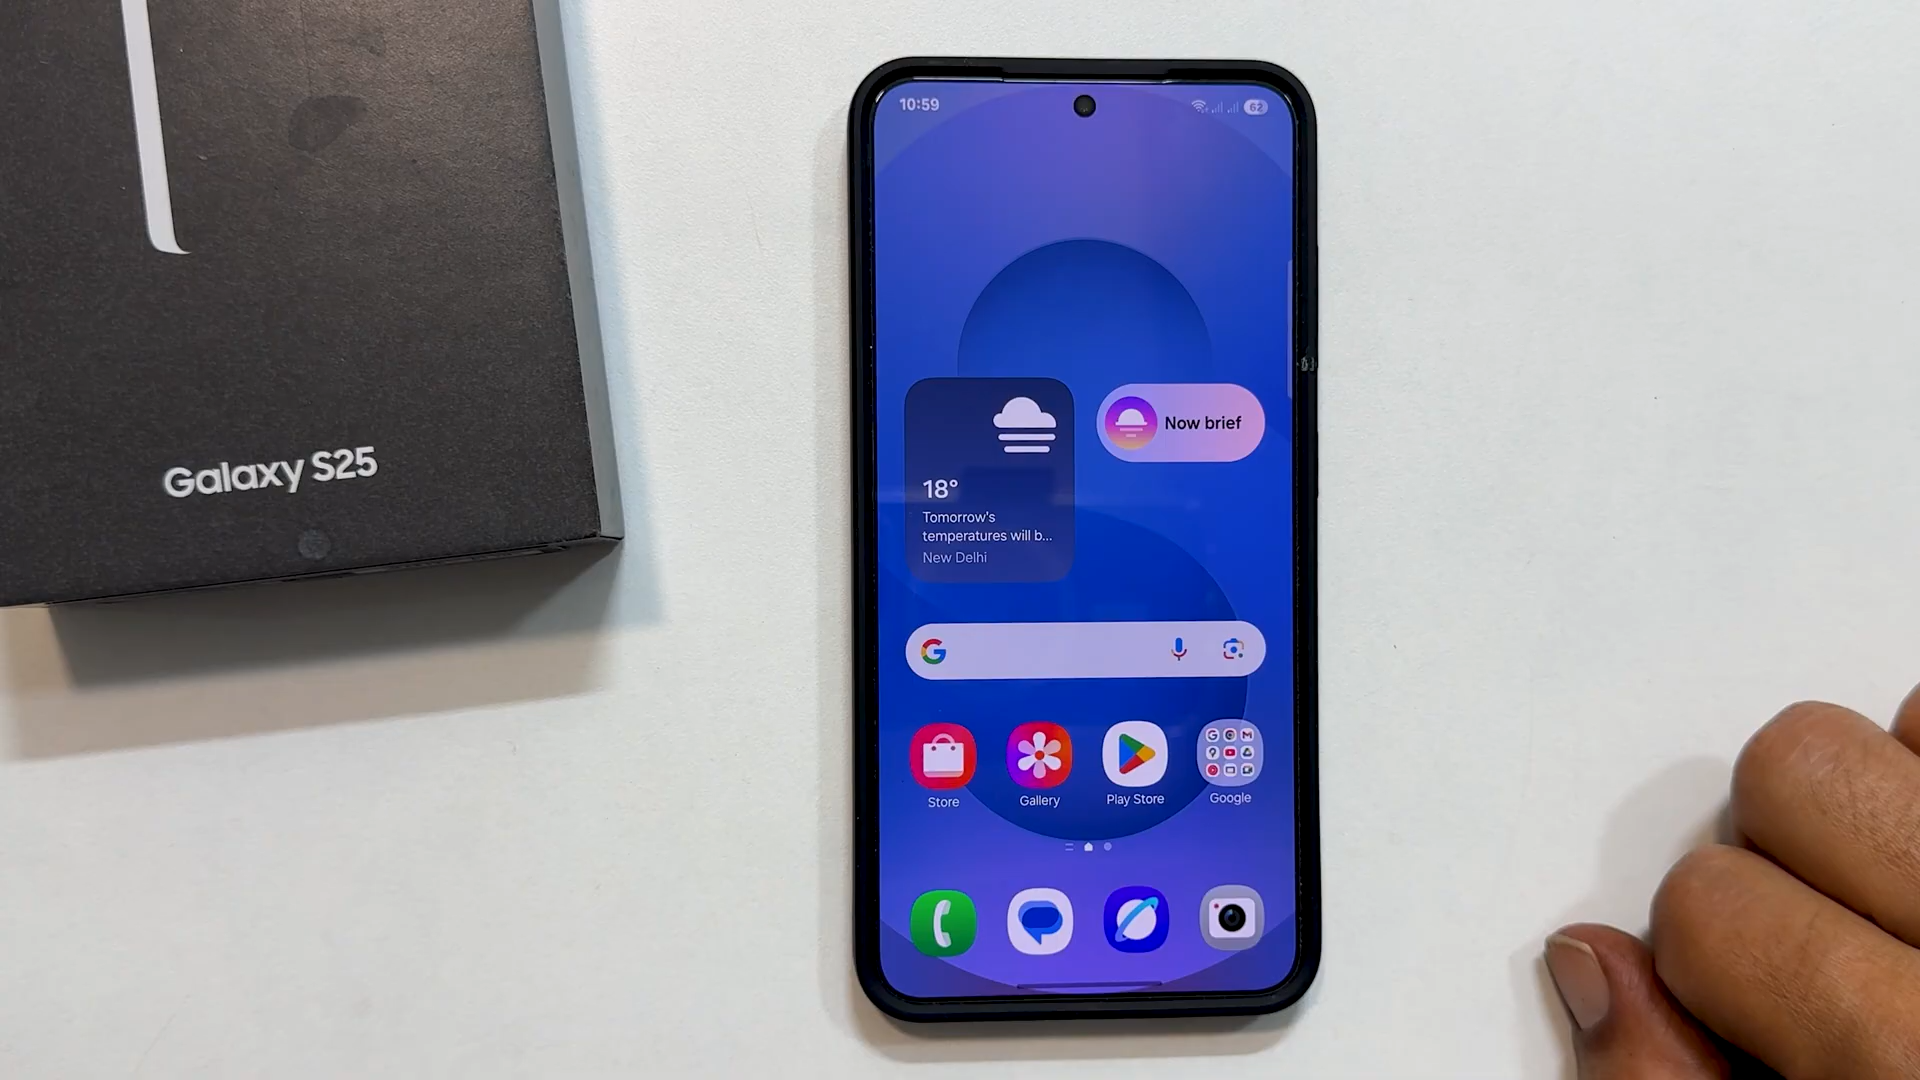 Galaxy S25
10:59
62
Now brief
18°
Tomorrow's
temperatures will b...
New Delhi
Store
Gallery
Play Store
Google